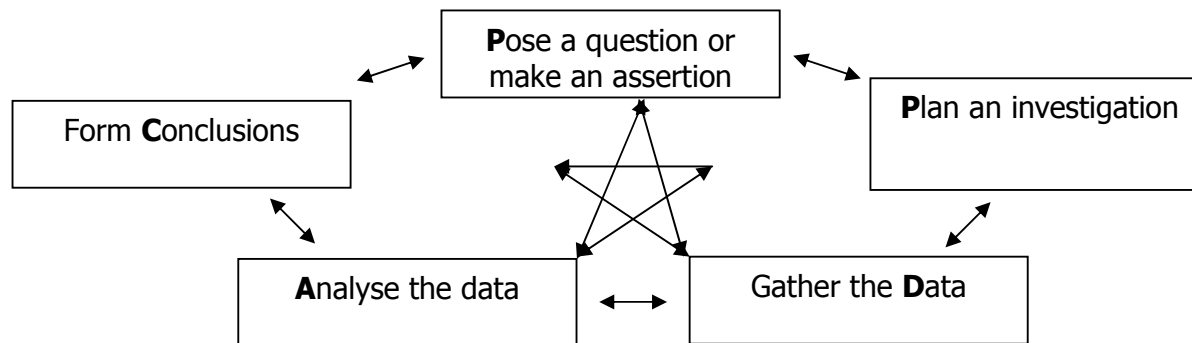 Pose a question or
make an assertion
Plan an investigation
Form Conclusions
Analyse the data
Gather the Data